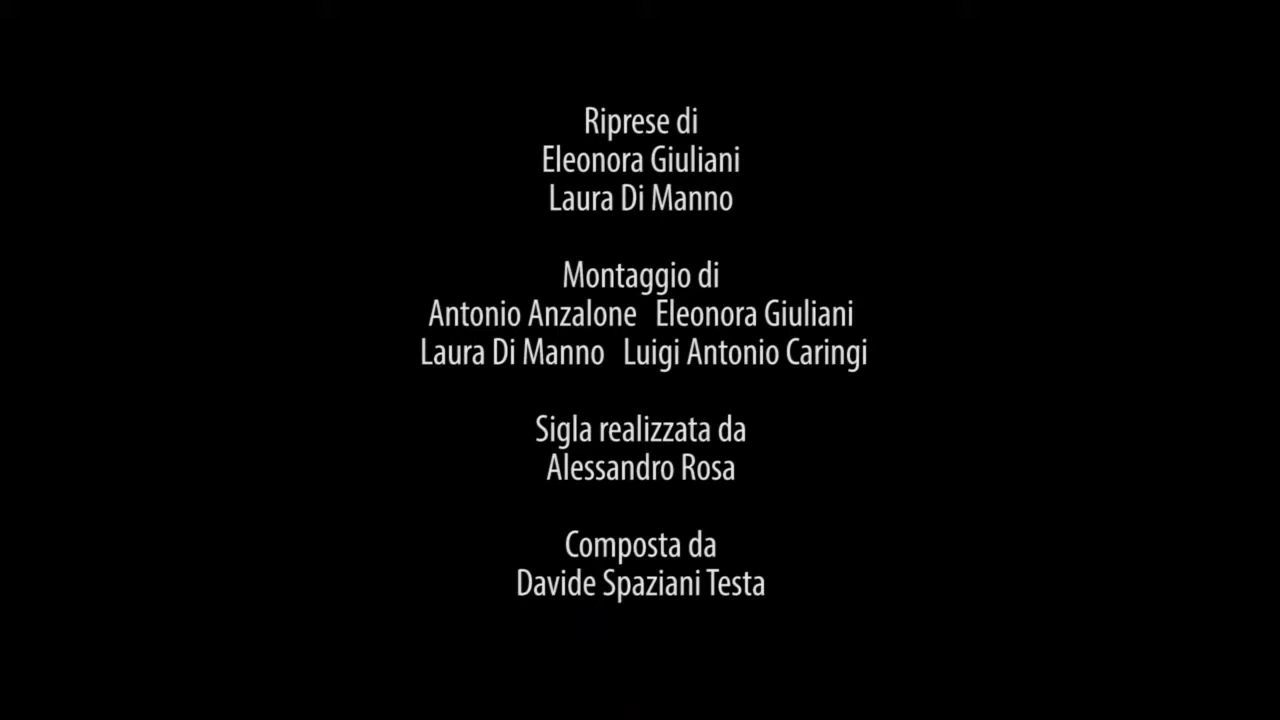 Riprese di
Eleonora Giuliani
Laura Di Manno
Montaggio di
Antonio Anzalone Eleonora Giuliani
Laura Di Manno Luigi Antonio Caringi
Sigla realizzata da
Alessandro Rosa
Composta da
Davide Spaziani Testa